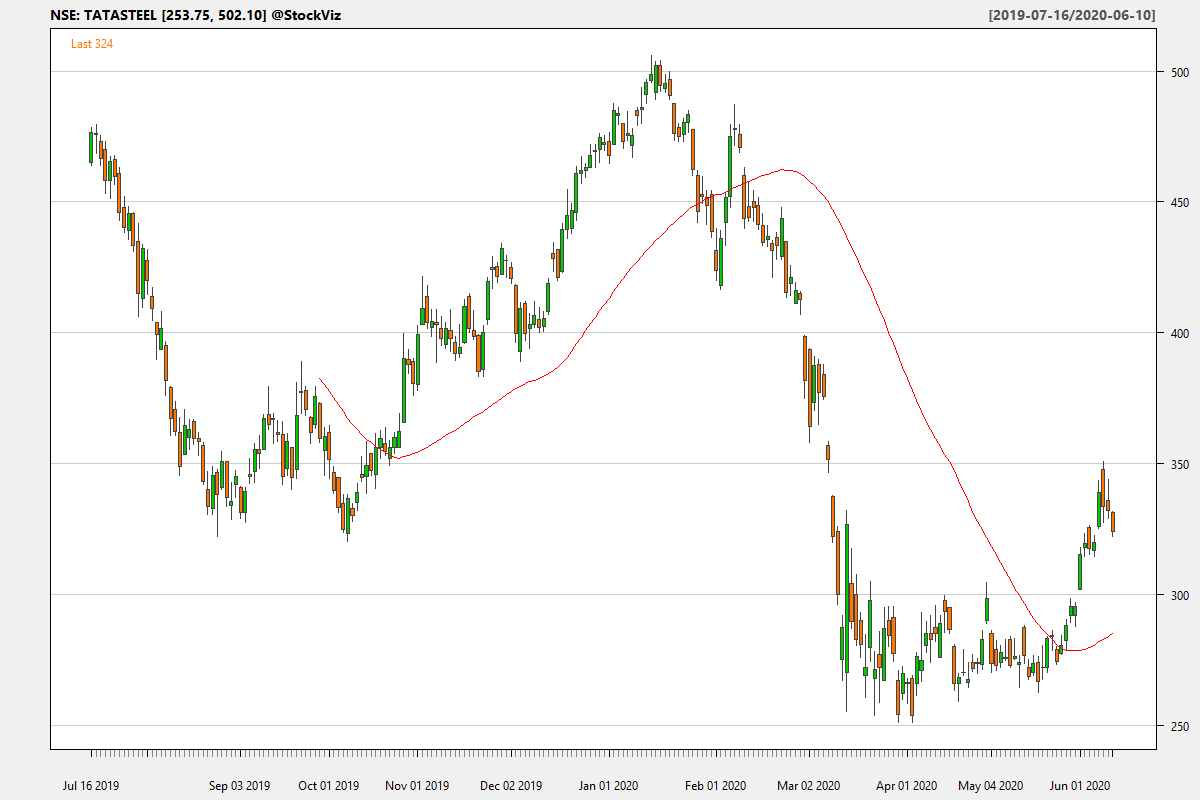 NSE: TATASTEEL [253.75, 502.10] @StockViz [2019-07-16/2020-06-10]
Last 324
500
450
400
350
300
250
Jul 16 2019 Sep 03 2019 Oct 01 2019 Nov 01 2019 Dec 02 2019 Jan 01 2020 Feb 01 2020 Mar 02 2020 Apr 01 2020 May 04 2020 Jun 01 2020